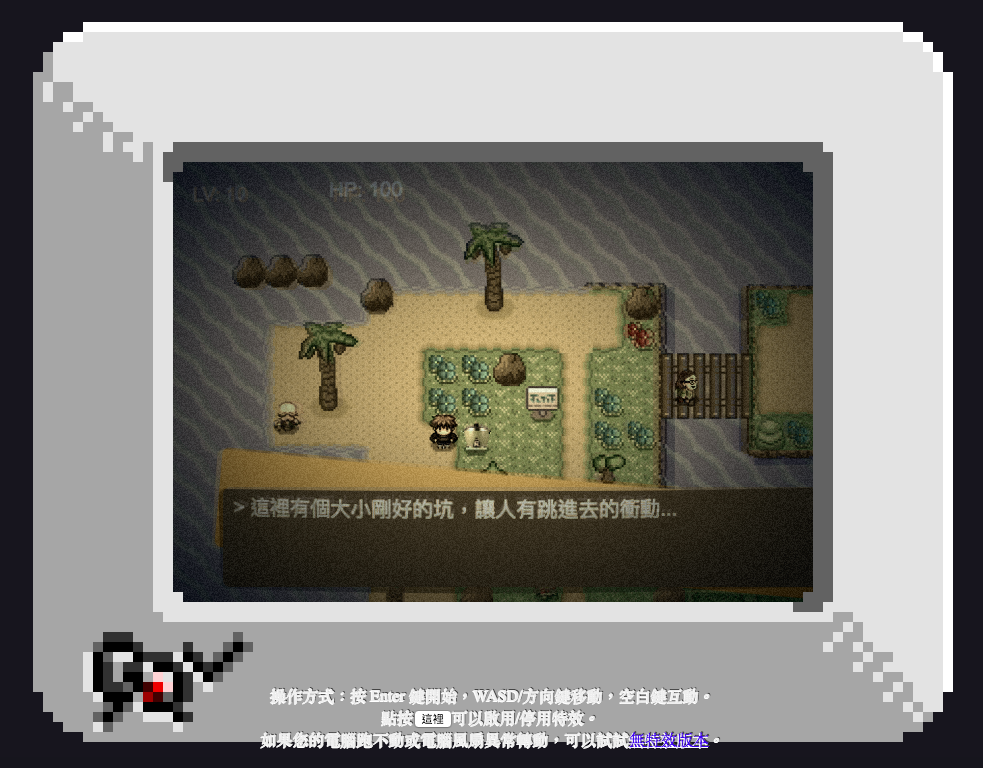 HP: 100
> 這裡有個大小剛好的坑，讓人有跳進去的衝動...
操作方式：按 Enter 鍵開始，WASD/方向鍵移動，空白鍵互動。
點按 這裡 可以啟用/停用特效。
如果您的電腦跑不動或電腦風扇異常轉動，可以試試無特效版本。